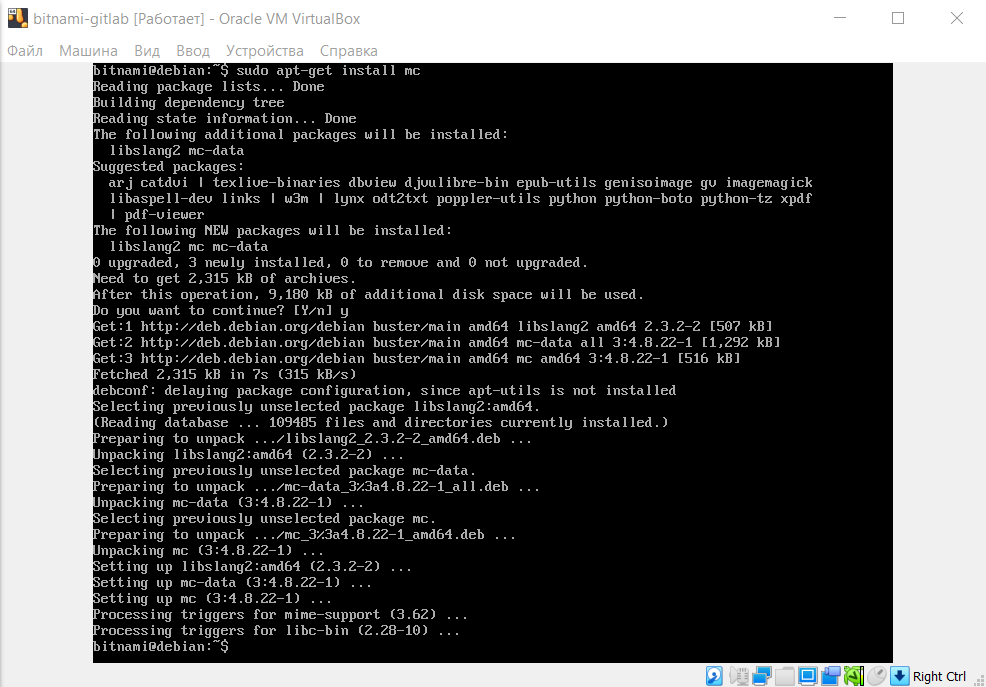 bitnami-gitlab [Работает] - Oracle VM VirtualBox
Файл Машина Вид Ввод Устройства Справка
bitnami@debian:~$ sudo apt-get install mc
Reading package lists... Done
Building dependency tree
Reading state information... Done
The following additional packages will be installed:
  libslang2 mc-data
Suggested packages:
  arj catdvi | texlive-binaries dbview djvulibre-bin epub-utils genisoimage gv imagemagick
  libaspell-dev links | w3m | lynx odt2txt poppler-utils python python-boto python-tz xpdf
  | pdf-viewer
The following NEW packages will be installed:
  libslang2 mc mc-data
0 upgraded, 3 newly installed, 0 to remove and 0 not upgraded.
Need to get 2,315 kB of archives.
After this operation, 9,180 kB of additional disk space will be used.
Do you want to continue? [Y/n] y
Get:1 http://deb.debian.org/debian buster/main amd64 libslang2 amd64 2.3.2-2 [507 kB]
Get:2 http://deb.debian.org/debian buster/main amd64 mc-data all 3:4.8.22-1 [1,292 kB]
Get:3 http://deb.debian.org/debian buster/main amd64 mc amd64 3:4.8.22-1 [516 kB]
Fetched 2,315 kB in 7s (315 kB/s)
debconf: delaying package configuration, since apt-utils is not installed
Selecting previously unselected package libslang2:amd64.
(Reading database ... 109485 files and directories currently installed.)
Preparing to unpack .../libslang2_2.3.2-2_amd64.deb ...
Unpacking libslang2:amd64 (2.3.2-2) ...
Selecting previously unselected package mc-data.
Preparing to unpack .../mc-data_3%3a4.8.22-1_all.deb ...
Unpacking mc-data (3:4.8.22-1) ...
Selecting previously unselected package mc.
Preparing to unpack .../mc_3%3a4.8.22-1_amd64.deb ...
Unpacking mc (3:4.8.22-1) ...
Setting up libslang2:amd64 (2.3.2-2) ...
Setting up mc-data (3:4.8.22-1) ...
Setting up mc (3:4.8.22-1) ...
Processing triggers for mime-support (3.62) ...
Processing triggers for libc-bin (2.28-10) ...
bitnami@debian:~$
Right Ctrl